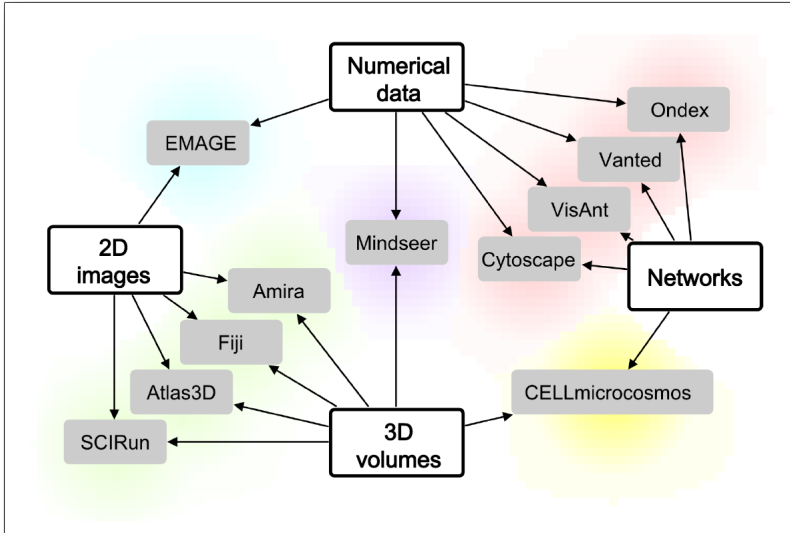 Numerical
data
Ondex
EMAGE
Vanted
VisAnt
2D
images
Mindseer
Cytoscape
Networks
Amira
Fiji
Atlas3D
CELLmicrocosmos
SCIRun
3D
volumes